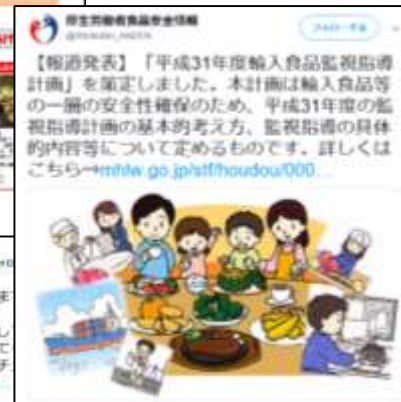 厚生労働省食品安全情報
フォローする
【報道発表】「平成31年度輸入食品監視指導
計画」を策定しました。本計画は輸入食品等
の一層の安全性確保のため、平成31年度の監
視指導計画の基本的考え方、監視指導の具体
的内容等について定めるものです。詳しくは
こちら→mhlw.go.jp/stf/houdou/000…